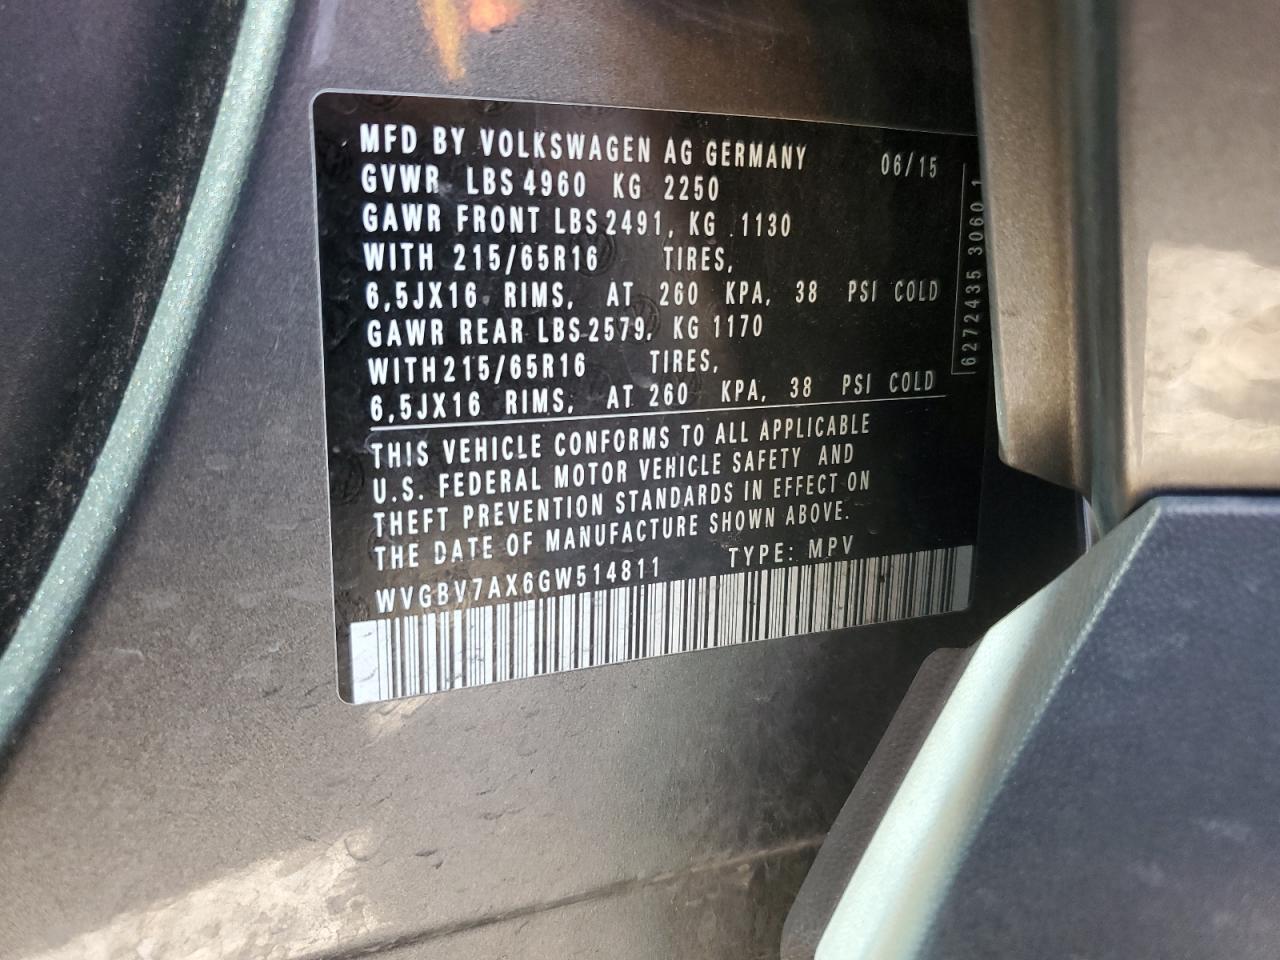 MFD BY VOLKSWAGEN AG GERMANY 06/15
GVWR LBS 4960 KG 2250
GAWR FRONT LBS 2491, KG .1130
WITH 215/65R16 TIRES,
6,5JX16 RIMS, AT 260 KPA, 38 PSI COLD
GAWR REAR LBS 2579, KG 1170
WITH 215/65R16 TIRES,
6,5JX16 RIMS, AT 260 KPA, 38 PSI COLD
THIS VEHICLE CONFORMS TO ALL APPLICABLE
U.S. FEDERAL MOTOR VEHICLE SAFETY AND
THEFT PREVENTION STANDARDS IN EFFECT ON
THE DATE OF MANUFACTURE SHOWN ABOVE.
WVGBV7AX6GW514811 TYPE: MPV
6272435 3060 1